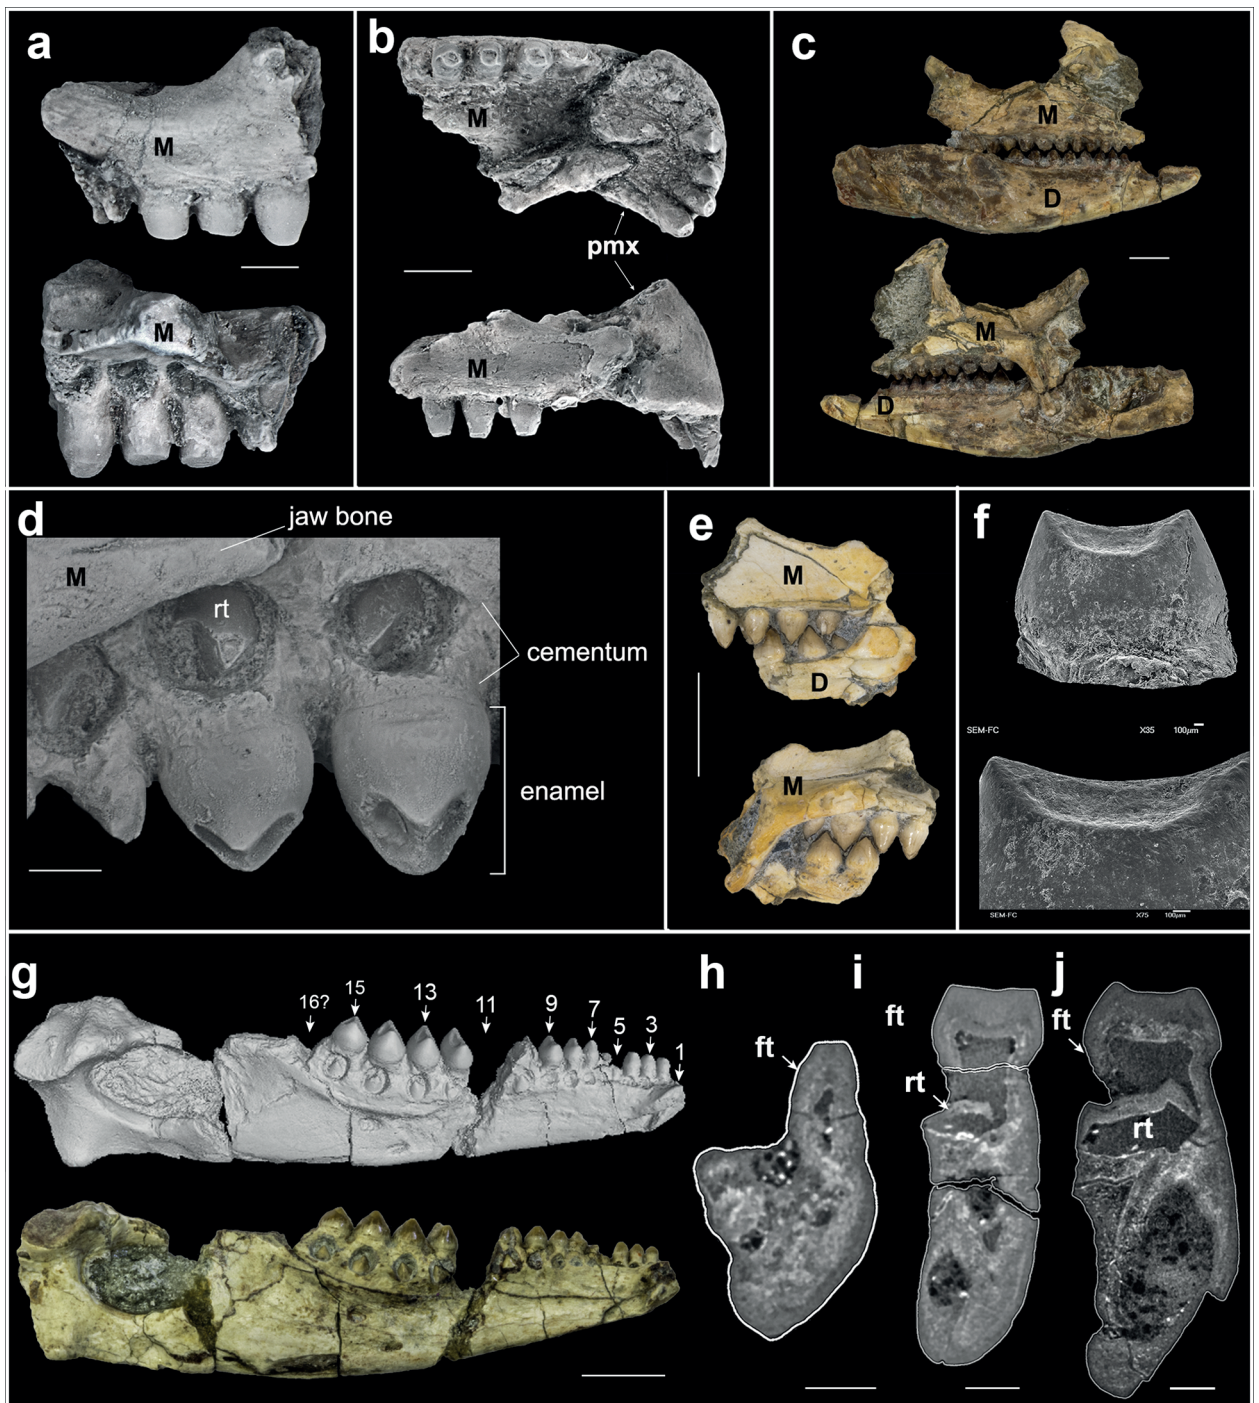 a
M
M
b
M
pmx
M
c
M
D
M
D
d
jaw bone
M
rt
cementum
enamel
e
M
D
M
f
SEM-FC X35 100µm
SEM-FC X75 100µm
g
16? 15 13 11 9 7 5 3 1
h
ft
i
ft
rt
j
ft
rt